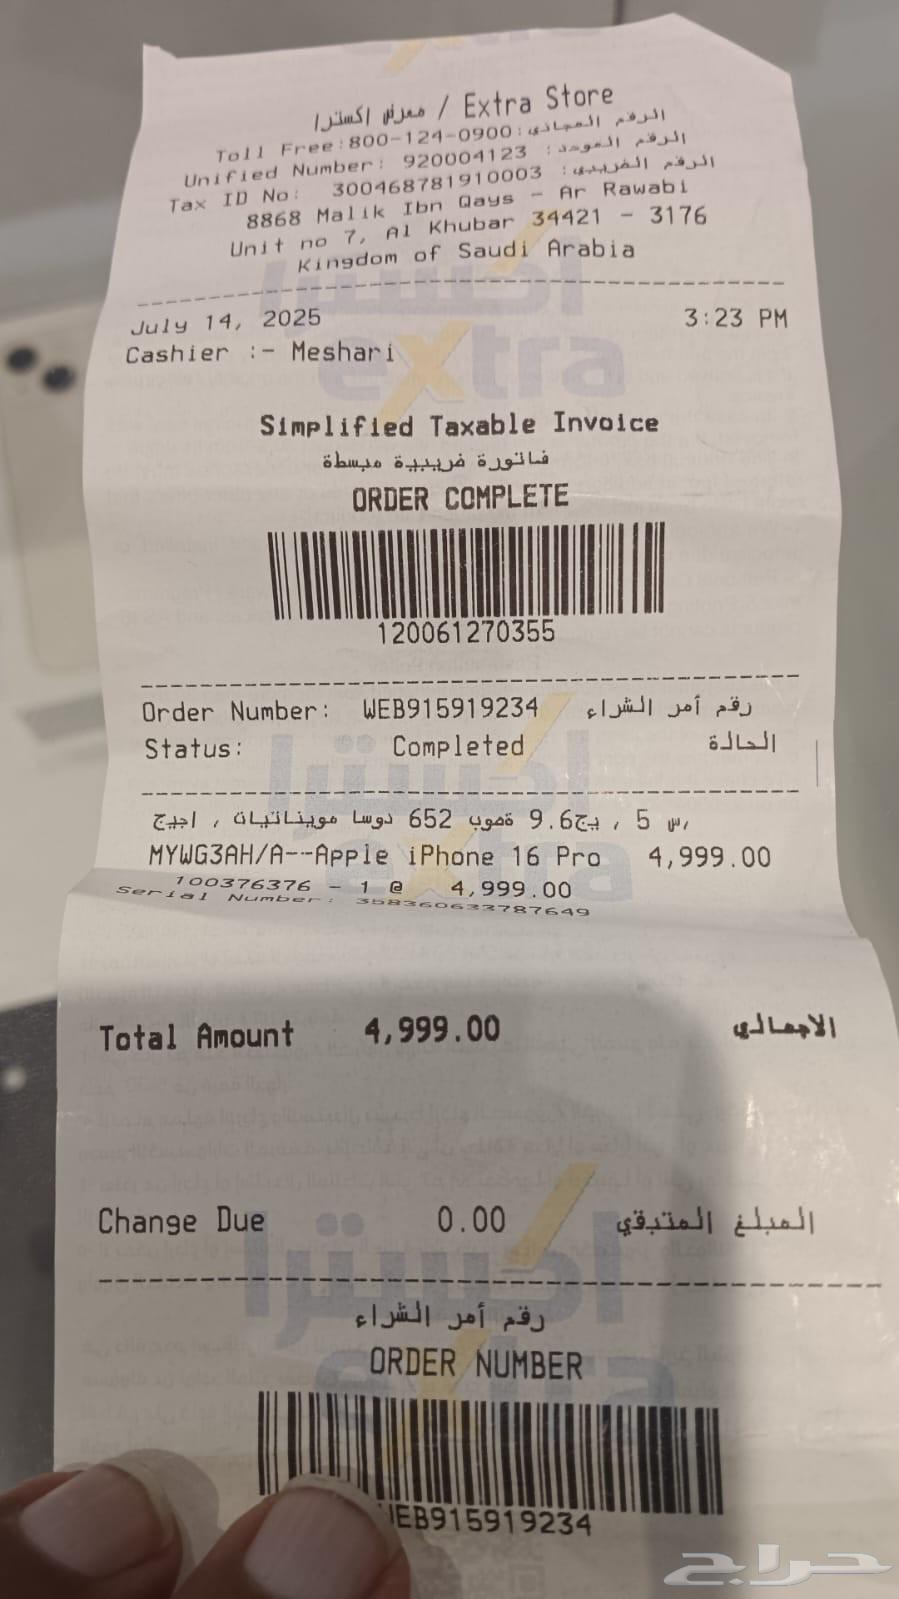 معرض اكسترا / Extra Store
Toll Free:800-124-0900: الرقم المجاني
Unified Number: 920004123 : الرقم الموحد
Tax ID No: 300468781910003 : الرقم الضريبي
8868 Malik Ibn Qays - Ar Rawabi
Unit no 7, Al Khubar 34421 - 3176
Kingdom of Saudi Arabia
July 14, 2025 3:23 PM
Cashier :- Meshari
Simplified Taxable Invoice
فاتورة ضريبية مبسطة
ORDER COMPLETE
120061270355
Order Number: WEB915919234 رقم أمر الشراء
Status: Completed الحالة
رس 5 , يج9.6 ةصوب 652 دوسا مويناتيات , اجيج
MYWG3AH/A--Apple iPhone 16 Pro 4,999.00
100376376 - 1 @ 4,999.00
Serial Number: 358360633787649
Total Amount 4,999.00 الاجمالي
Change Due 0.00 المبلغ المتبقي
رقم أمر الشراء
ORDER NUMBER
WEB915919234
اكسترا
extra
حراج